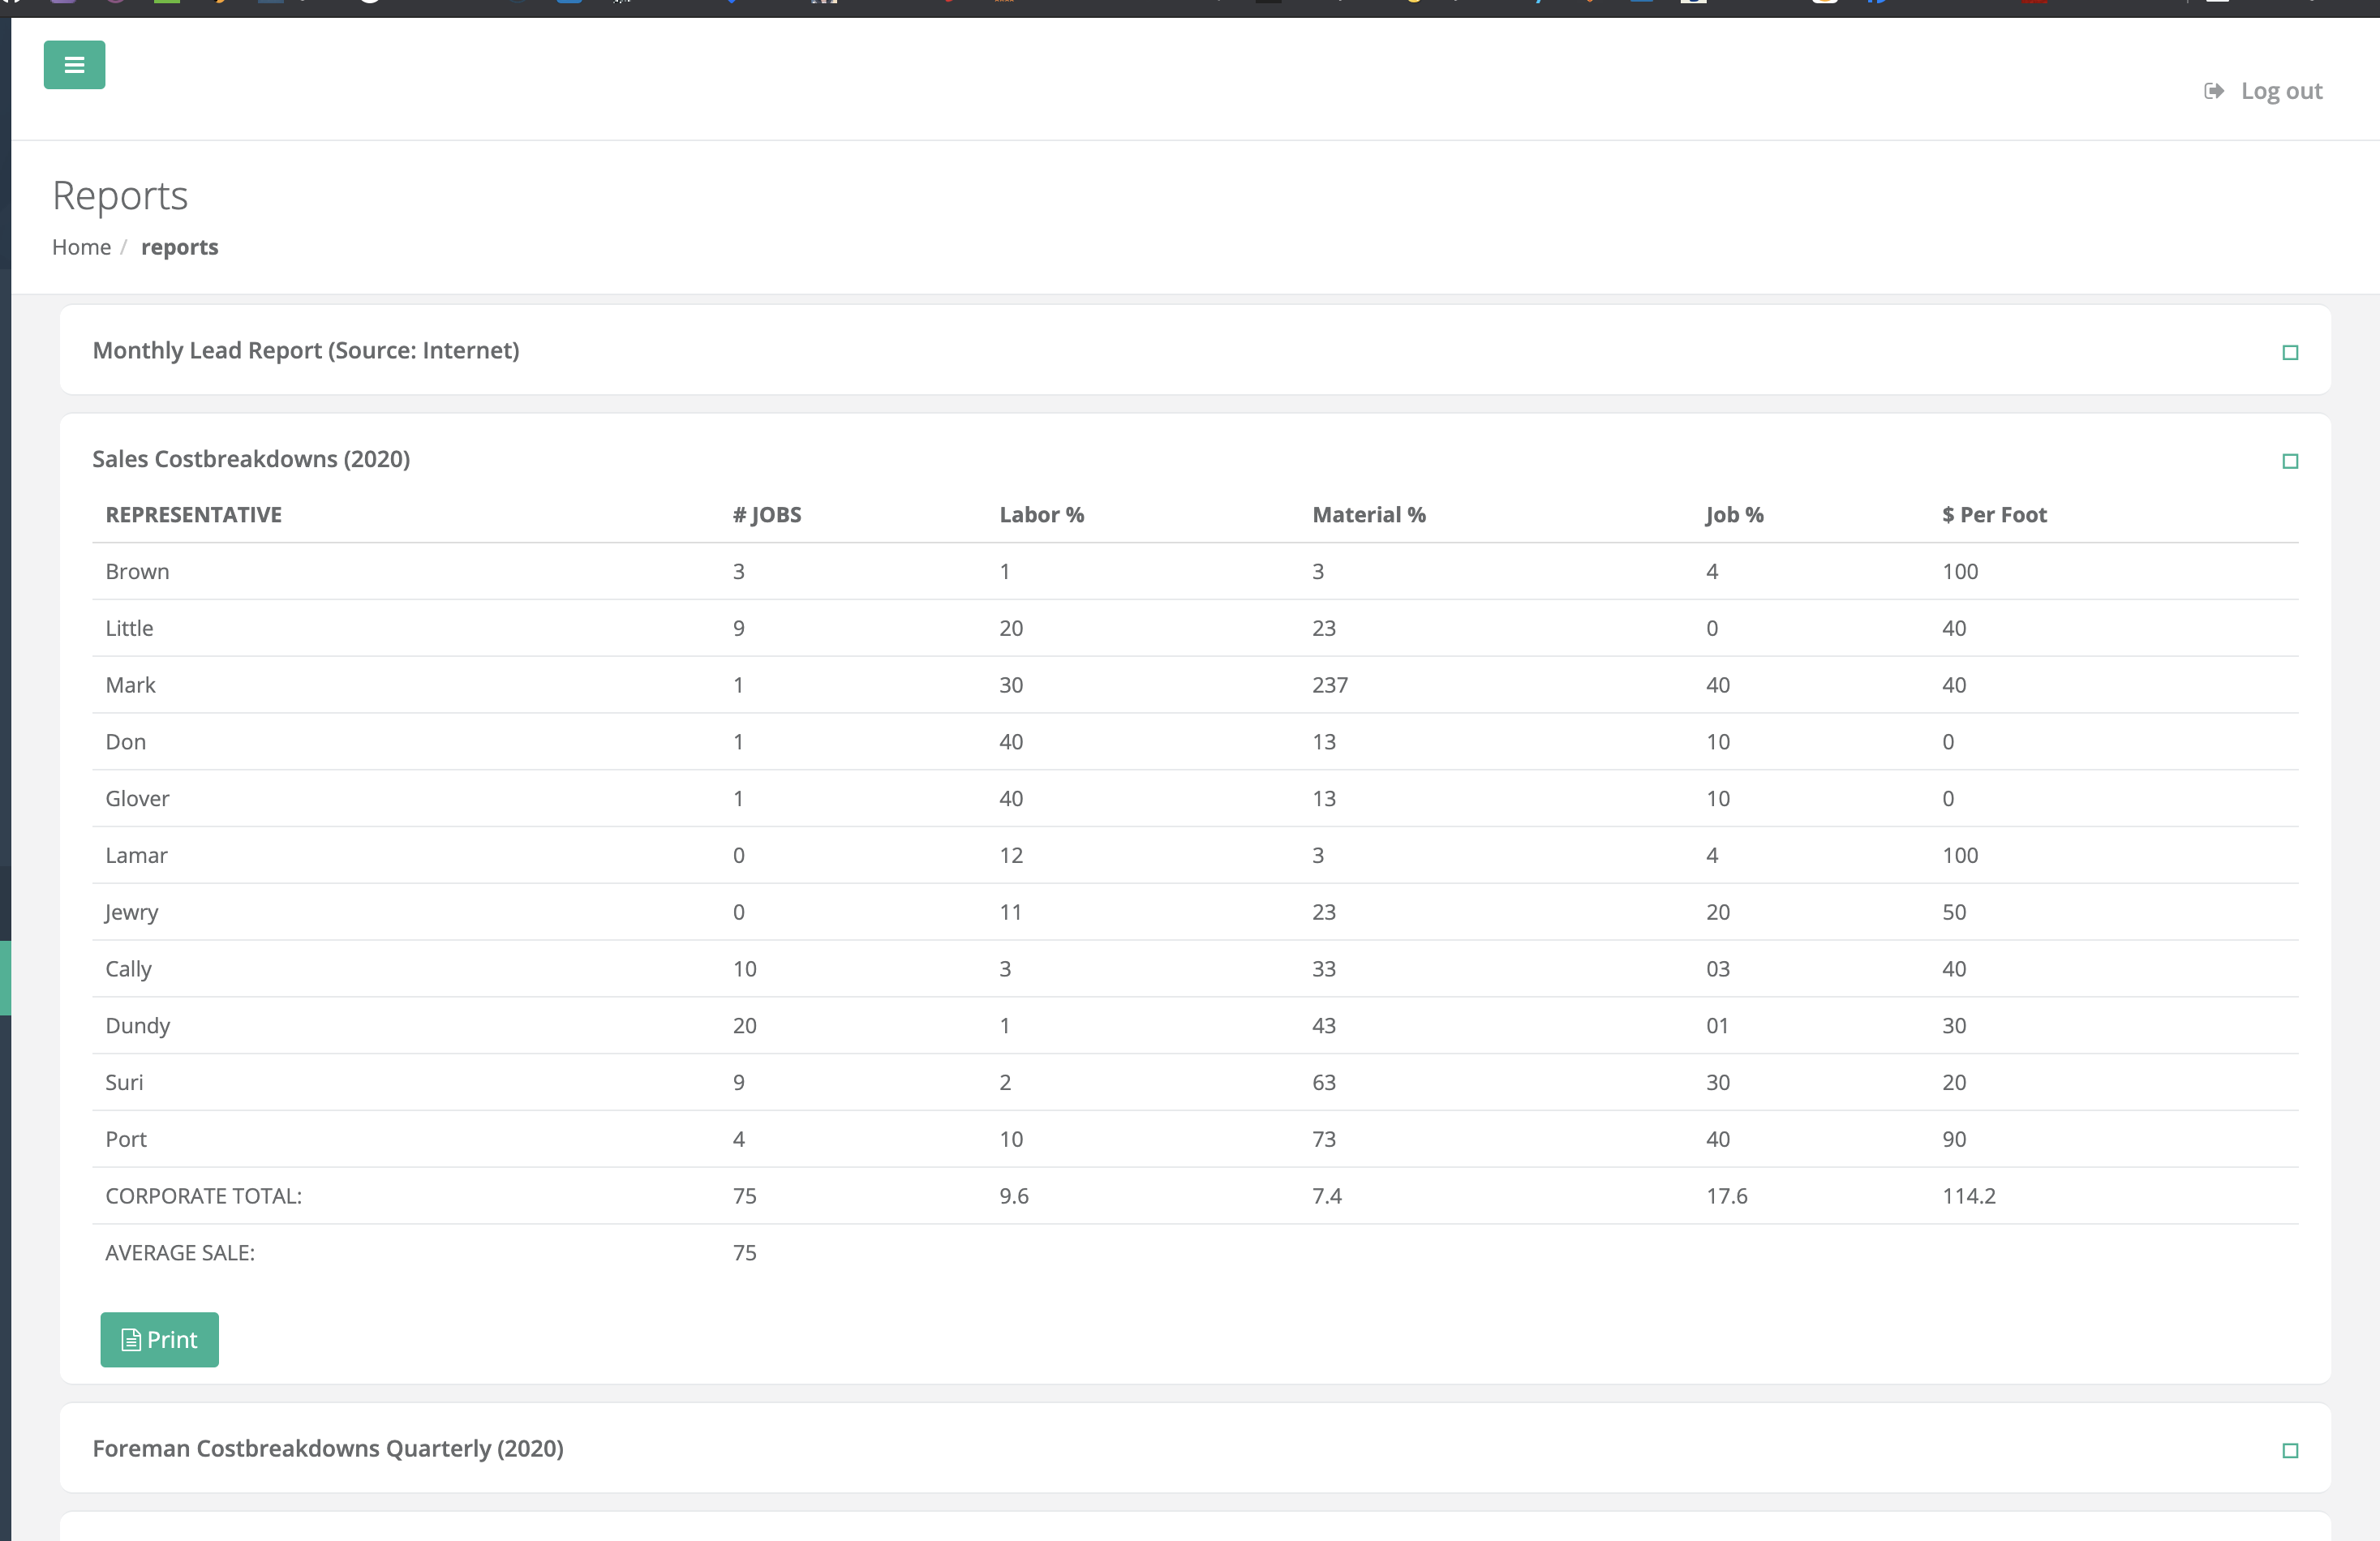 Log out
Reports
Home / reports
Monthly Lead Report (Source: Internet)
Sales Costbreakdowns (2020)
REPRESENTATIVE # JOBS Labor % Material % Job % $ Per Foot
Brown 3 1 3 4 100
Little 9 20 23 0 40
Mark 1 30 237 40 40
Don 1 40 13 10 0
Glover 1 40 13 10 0
Lamar 0 12 3 4 100
Jewry 0 11 23 20 50
Cally 10 3 33 03 40
Dundy 20 1 43 01 30
Suri 9 2 63 30 20
Port 4 10 73 40 90
CORPORATE TOTAL: 75 9.6 7.4 17.6 114.2
AVERAGE SALE: 75
Print
Foreman Costbreakdowns Quarterly (2020)